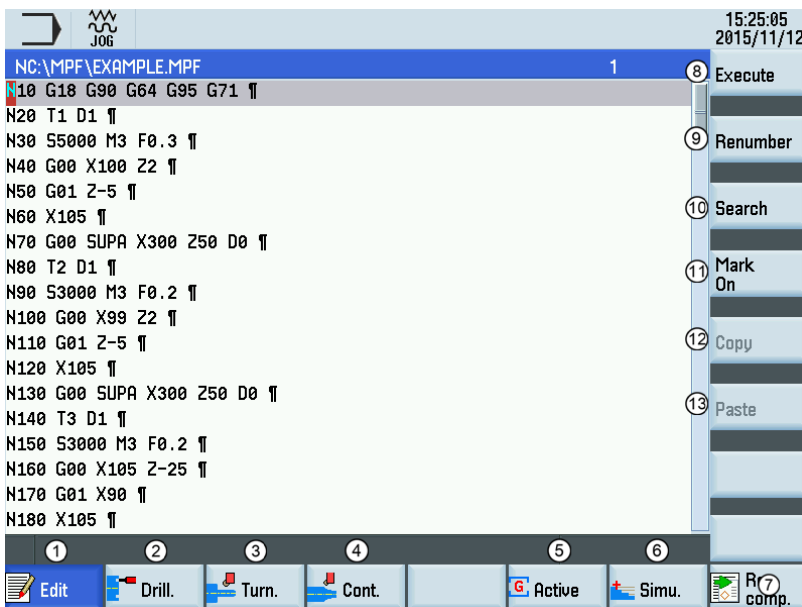 JOG
15:25:05
2015/11/12
NC:\MPF\EXAMPLE.MPF 1
N10 G18 G90 G64 G95 G71 ¶
N20 T1 D1 ¶
N30 S5000 M3 F0.3 ¶
N40 G00 X100 Z2 ¶
N50 G01 Z-5 ¶
N60 X105 ¶
N70 G00 SUPA X300 Z50 D0 ¶
N80 T2 D1 ¶
N90 S3000 M3 F0.2 ¶
N100 G00 X99 Z2 ¶
N110 G01 Z-5 ¶
N120 X105 ¶
N130 G00 SUPA X300 Z50 D0 ¶
N140 T3 D1 ¶
N150 S3000 M3 F0.2 ¶
N160 G00 X105 Z-25 ¶
N170 G01 X90 ¶
N180 X105 ¶
8 Execute
9 Renumber
10 Search
11 Mark
On
12 Copy
13 Paste
1 2 3 4 5 6 7
Edit Drill. Turn. Cont. G Active Simu.
comp.